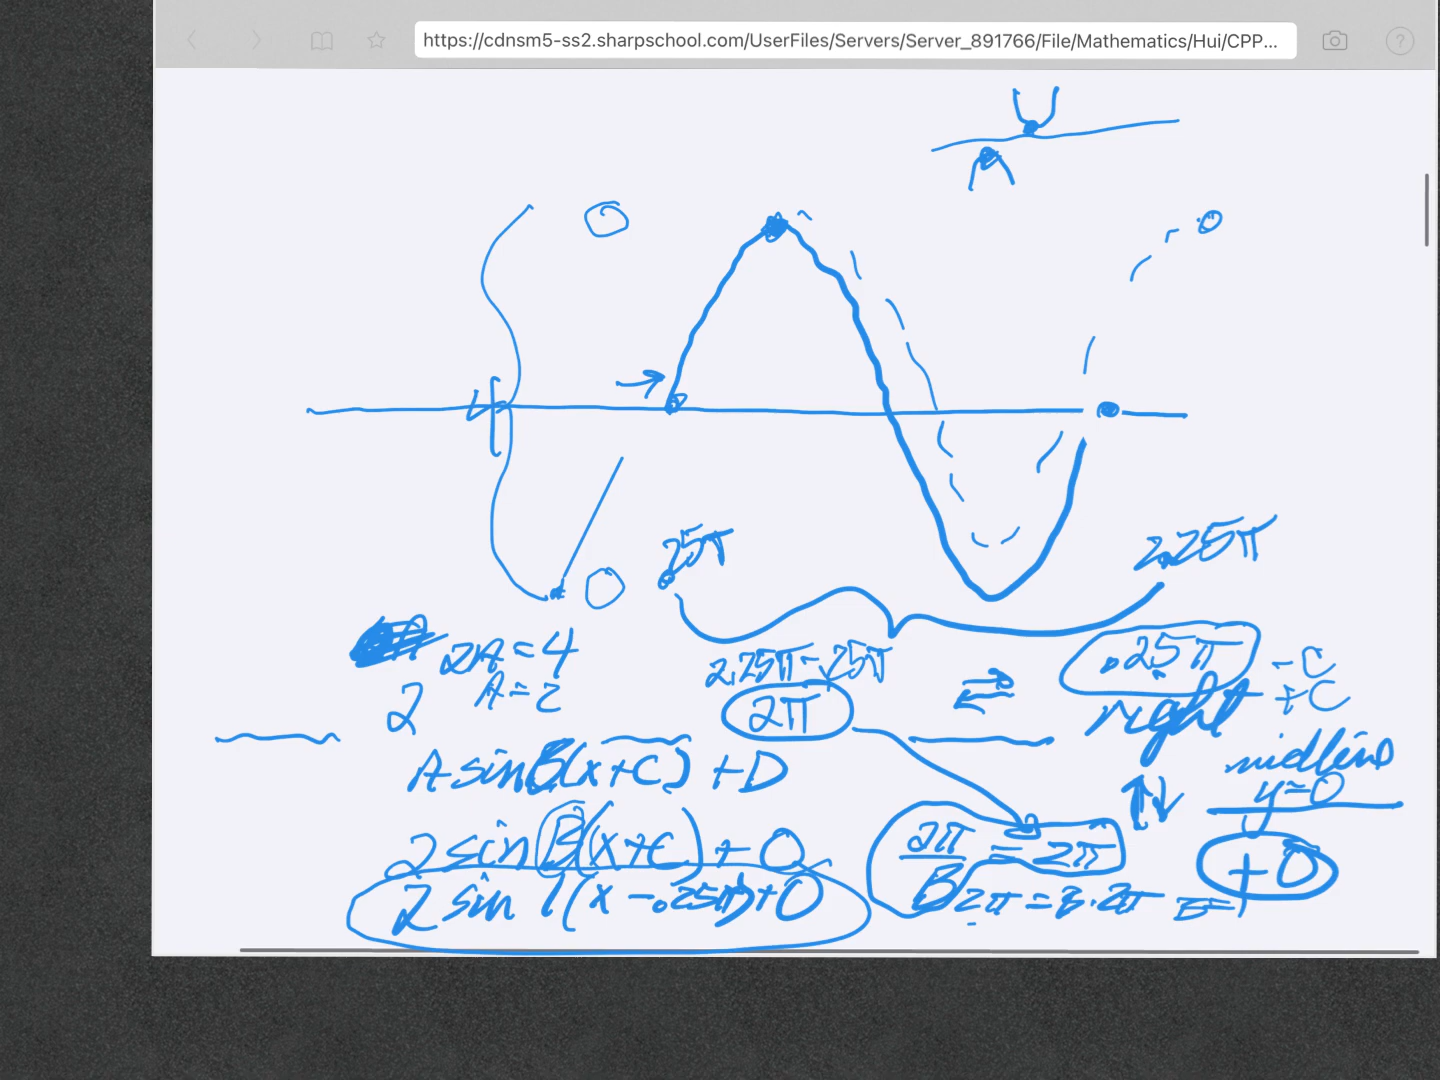 https://cdnsm5-ss2.sharpschool.com/UserFiles/Servers/Server_891766/File/Mathematics/Hui/CPP...
?
4
.25π
2.25π
2A = 4
A = 2
2
2.25π - .25π
2π
.25π
right
- C
+ C
midline
y = 0
A sin B(x + C) + D
2 sin B(x + C) + 0
2π/B = 2π
+ 0
2 sin 1(x - .25π) + 0
2π = B · 2π B = 1